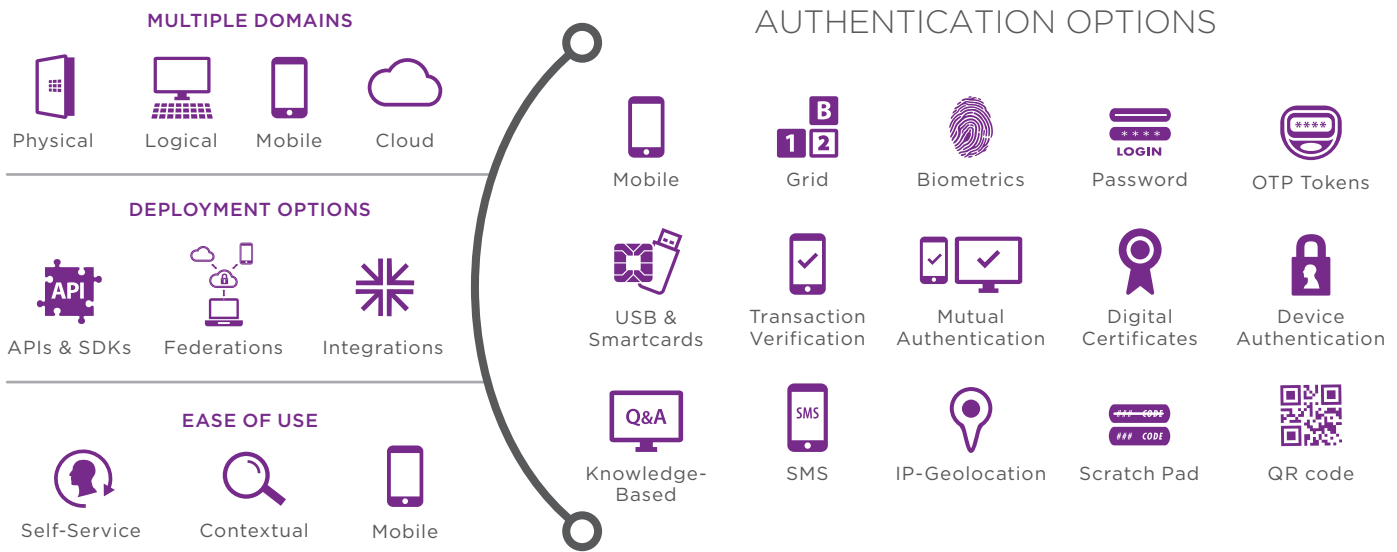 MULTIPLE DOMAINS
Physical
Logical
Mobile
Cloud
DEPLOYMENT OPTIONS
API
APIs & SDKs
Federations
Integrations
EASE OF USE
Self-Service
Contextual
Mobile
AUTHENTICATION OPTIONS
Mobile
B
1 2
Grid
Biometrics
* * * *
LOGIN
Password
****
OTP Tokens
USB &
Smartcards
Transaction
Verification
Mutual
Authentication
Digital
Certificates
Device
Authentication
Q&A
Knowledge-
Based
SMS
SMS
IP-Geolocation
### CODE
### CODE
Scratch Pad
QR code